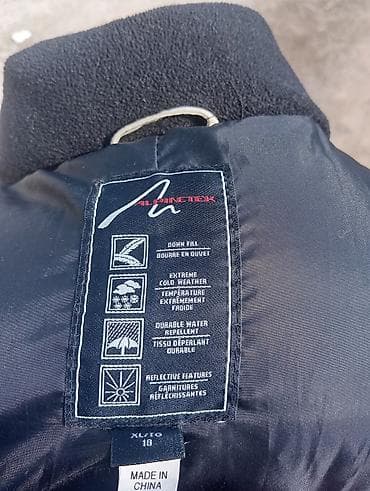 ALPINETEK
DOWN FILL
BOURRE EN DUVET
EXTREME
COLD WEATHER
TEMPÉRATURE
EXTRÊMEMENT
FROIDE
DURABLE WATER
REPELLENT
TISSU DÉPERLANT
DURABLE
REFLECTIVE FEATURES
GARNITURES
RÉFLÉCHISSANTES
XL/TG
18
MADE IN
CHINA